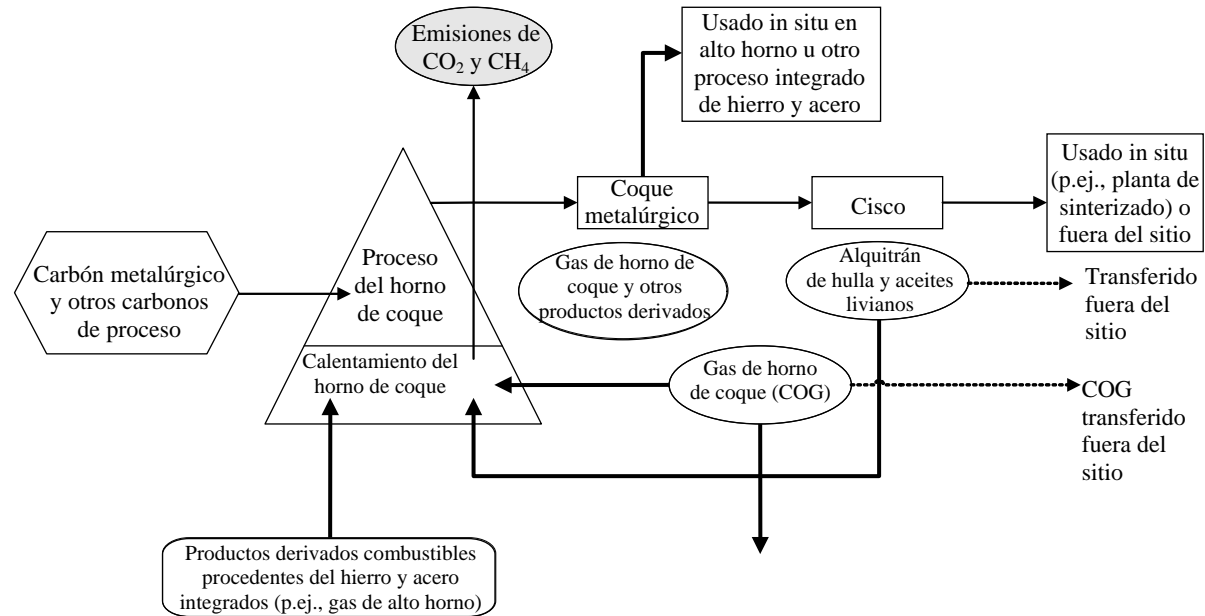 Emisiones de
CO₂ y CH₄
Usado in situ en
alto horno u otro
proceso integrado
de hierro y acero
Usado in situ
(p.ej., planta de
sinterizado) o
fuera del sitio
Coque
metalúrgico
Cisco
Carbón metalúrgico
y otros carbonos
de proceso
Proceso
del horno
de coque
Gas de horno de
coque y otros
productos derivados
Alquitrán
de hulla y aceites
livianos
Transferido
fuera del
sitio
Calentamiento del
horno de coque
Gas de horno
de coque (COG)
COG
transferido
fuera del
sitio
Productos derivados combustibles
procedentes del hierro y acero
integrados (p.ej., gas de alto horno)